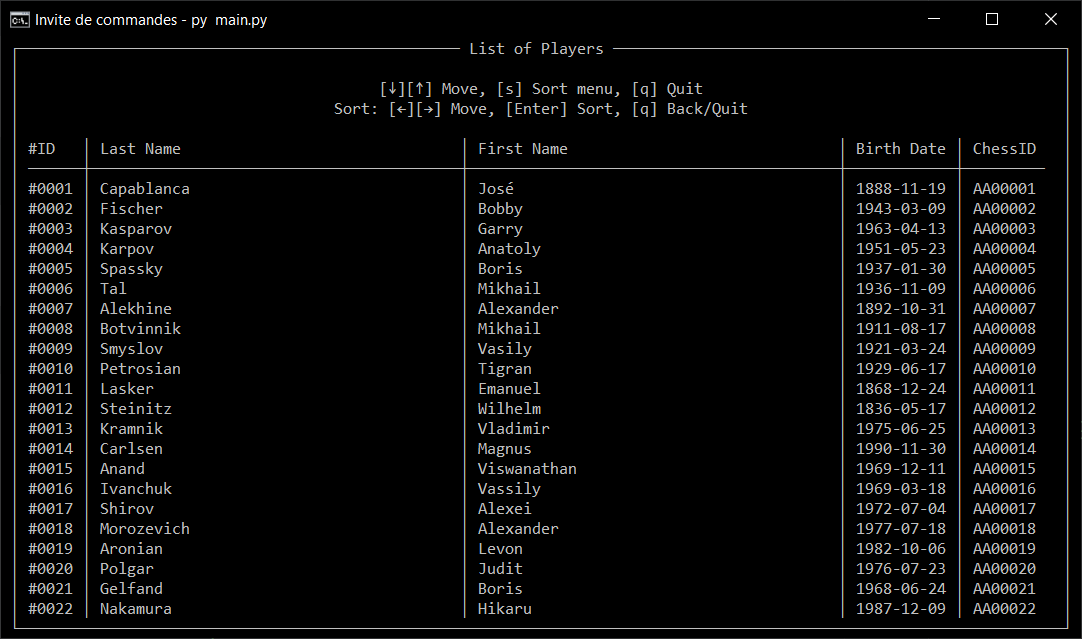 Invite de commandes - py  main.py
List of Players
[↓][↑] Move, [s] Sort menu, [q] Quit
Sort: [←][→] Move, [Enter] Sort, [q] Back/Quit
#ID Last Name First Name Birth Date ChessID
#0001 Capablanca José 1888-11-19 AA00001
#0002 Fischer Bobby 1943-03-09 AA00002
#0003 Kasparov Garry 1963-04-13 AA00003
#0004 Karpov Anatoly 1951-05-23 AA00004
#0005 Spassky Boris 1937-01-30 AA00005
#0006 Tal Mikhail 1936-11-09 AA00006
#0007 Alekhine Alexander 1892-10-31 AA00007
#0008 Botvinnik Mikhail 1911-08-17 AA00008
#0009 Smyslov Vasily 1921-03-24 AA00009
#0010 Petrosian Tigran 1929-06-17 AA00010
#0011 Lasker Emanuel 1868-12-24 AA00011
#0012 Steinitz Wilhelm 1836-05-17 AA00012
#0013 Kramnik Vladimir 1975-06-25 AA00013
#0014 Carlsen Magnus 1990-11-30 AA00014
#0015 Anand Viswanathan 1969-12-11 AA00015
#0016 Ivanchuk Vassily 1969-03-18 AA00016
#0017 Shirov Alexei 1972-07-04 AA00017
#0018 Morozevich Alexander 1977-07-18 AA00018
#0019 Aronian Levon 1982-10-06 AA00019
#0020 Polgar Judit 1976-07-23 AA00020
#0021 Gelfand Boris 1968-06-24 AA00021
#0022 Nakamura Hikaru 1987-12-09 AA00022